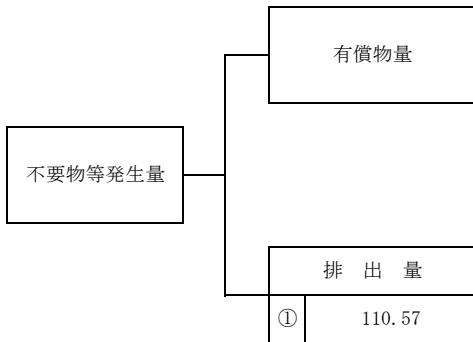 有償物量
不要物等発生量
排 出 量
① 110.57